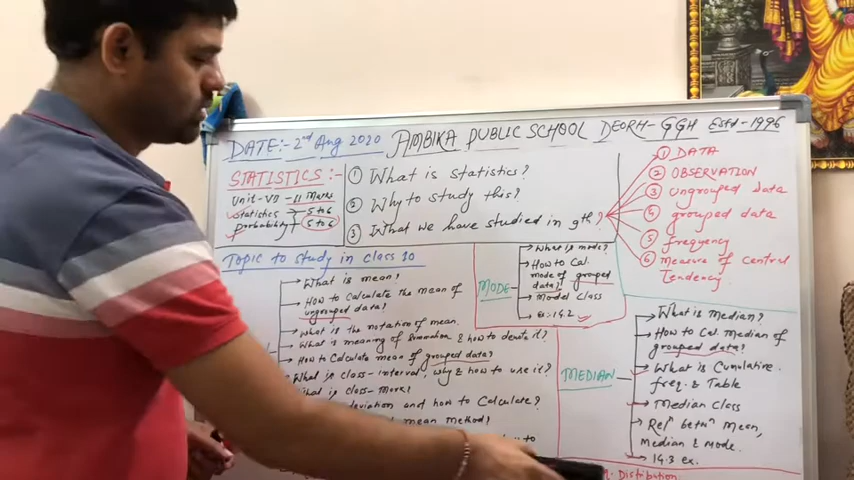 DATE:- 2nd Aug 2020 AMBIKA PUBLIC SCHOOL, DEORH-GGH Estd-1996
STATISTICS :-
Unit-VII - 11 Marks
Statistics → 5 to 6
probability → 5 to 6
① WHAT is STATISTICS?
② Why to STudy This?
③ What we have STudied in 9th?
① DATA
② OBSERVATION
③ ungrouped data
④ grouped data
⑤ frequency
⑥ Measure of Central Tendency
Topic to Study in Class 10
→ What is mean?
→ How to Calculate the mean of
ungrouped data?
→ What is the notation of mean.
→ What is meaning of summation & how to denote it?
→ How to Calculate mean of grouped data?
→ What is class-interval, why & how to use it?
→ What is class-mark?
deviation and how to Calculate?
mean method?
to
MODE
→ What is mode?
→ How to Cal.
mode of grouped
data?
→ Model class
→ Ex:-14.2
MEDIAN
→ What is median?
→ How to Cal. median of
grouped data?
→ What is Cumulative
freq. & Table
→ Median class
→ Reln between mean,
median & mode.
→ 14.3 ex.
Distribution